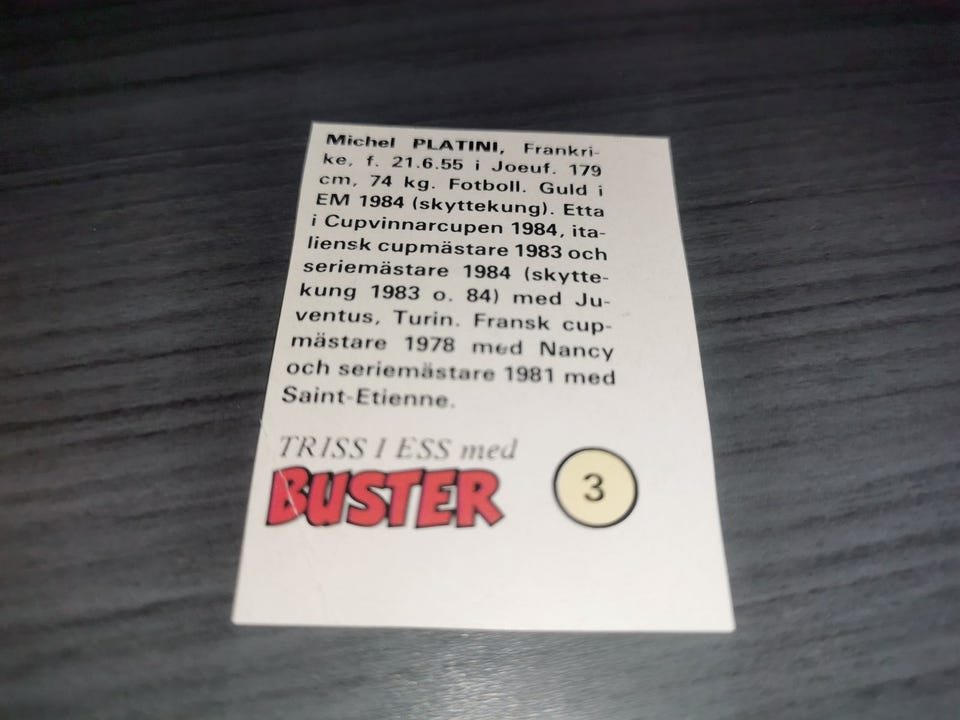 Michel PLATINI, Frankri-
ke, f. 21.6.55 i Joeuf. 179
cm, 74 kg. Fotboll. Guld i
EM 1984 (skyttekung). Etta
i Cupvinnarcupen 1984, ita-
liensk cupmästare 1983 och
seriemästare 1984 (skytte-
kung 1983 o. 84) med Ju-
ventus, Turin. Fransk cup-
mästare 1978 med Nancy
och seriemästare 1981 med
Saint-Etienne.
TRISS I ESS med
BUSTER
3